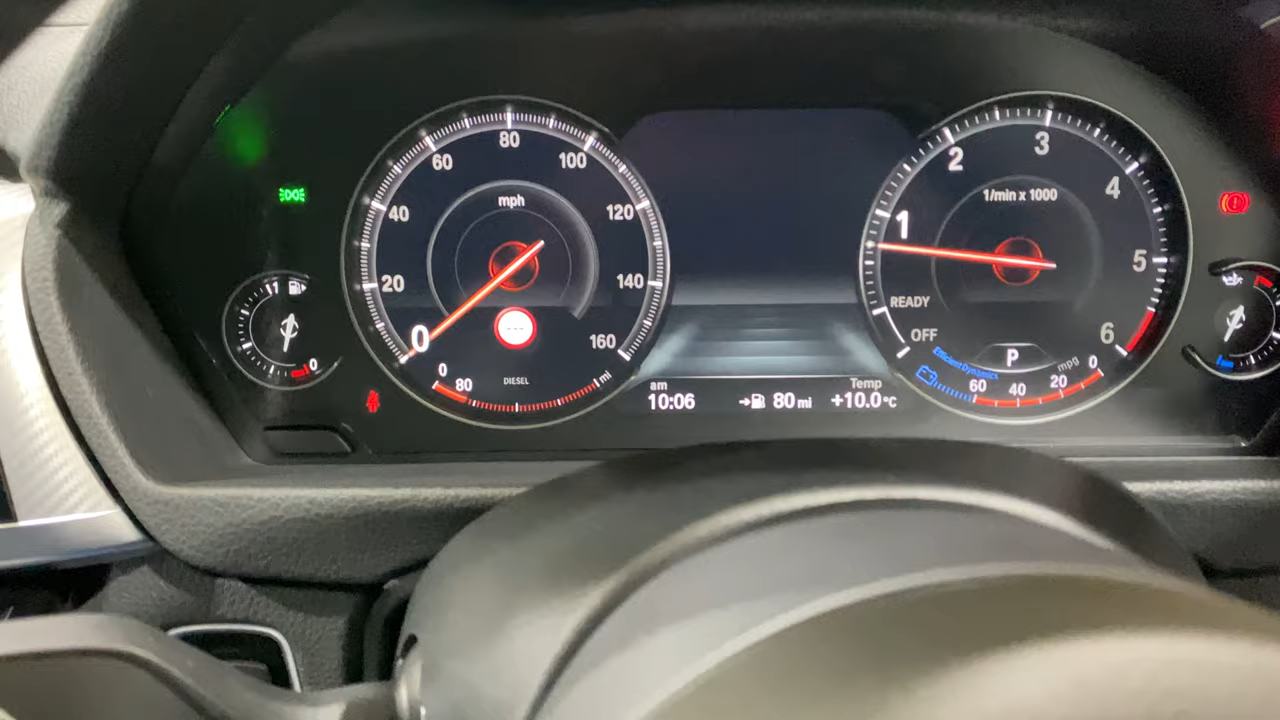 20
40
60
80
100
120
140
160
mph
0
0
80
mi
DIESEL
---
0
am
10:06
80 mi
Temp
+10.0°C
1
2
3
4
5
6
1/min x 1000
READY
OFF
P
EfficientDynamics
60
40
20
0
mpg